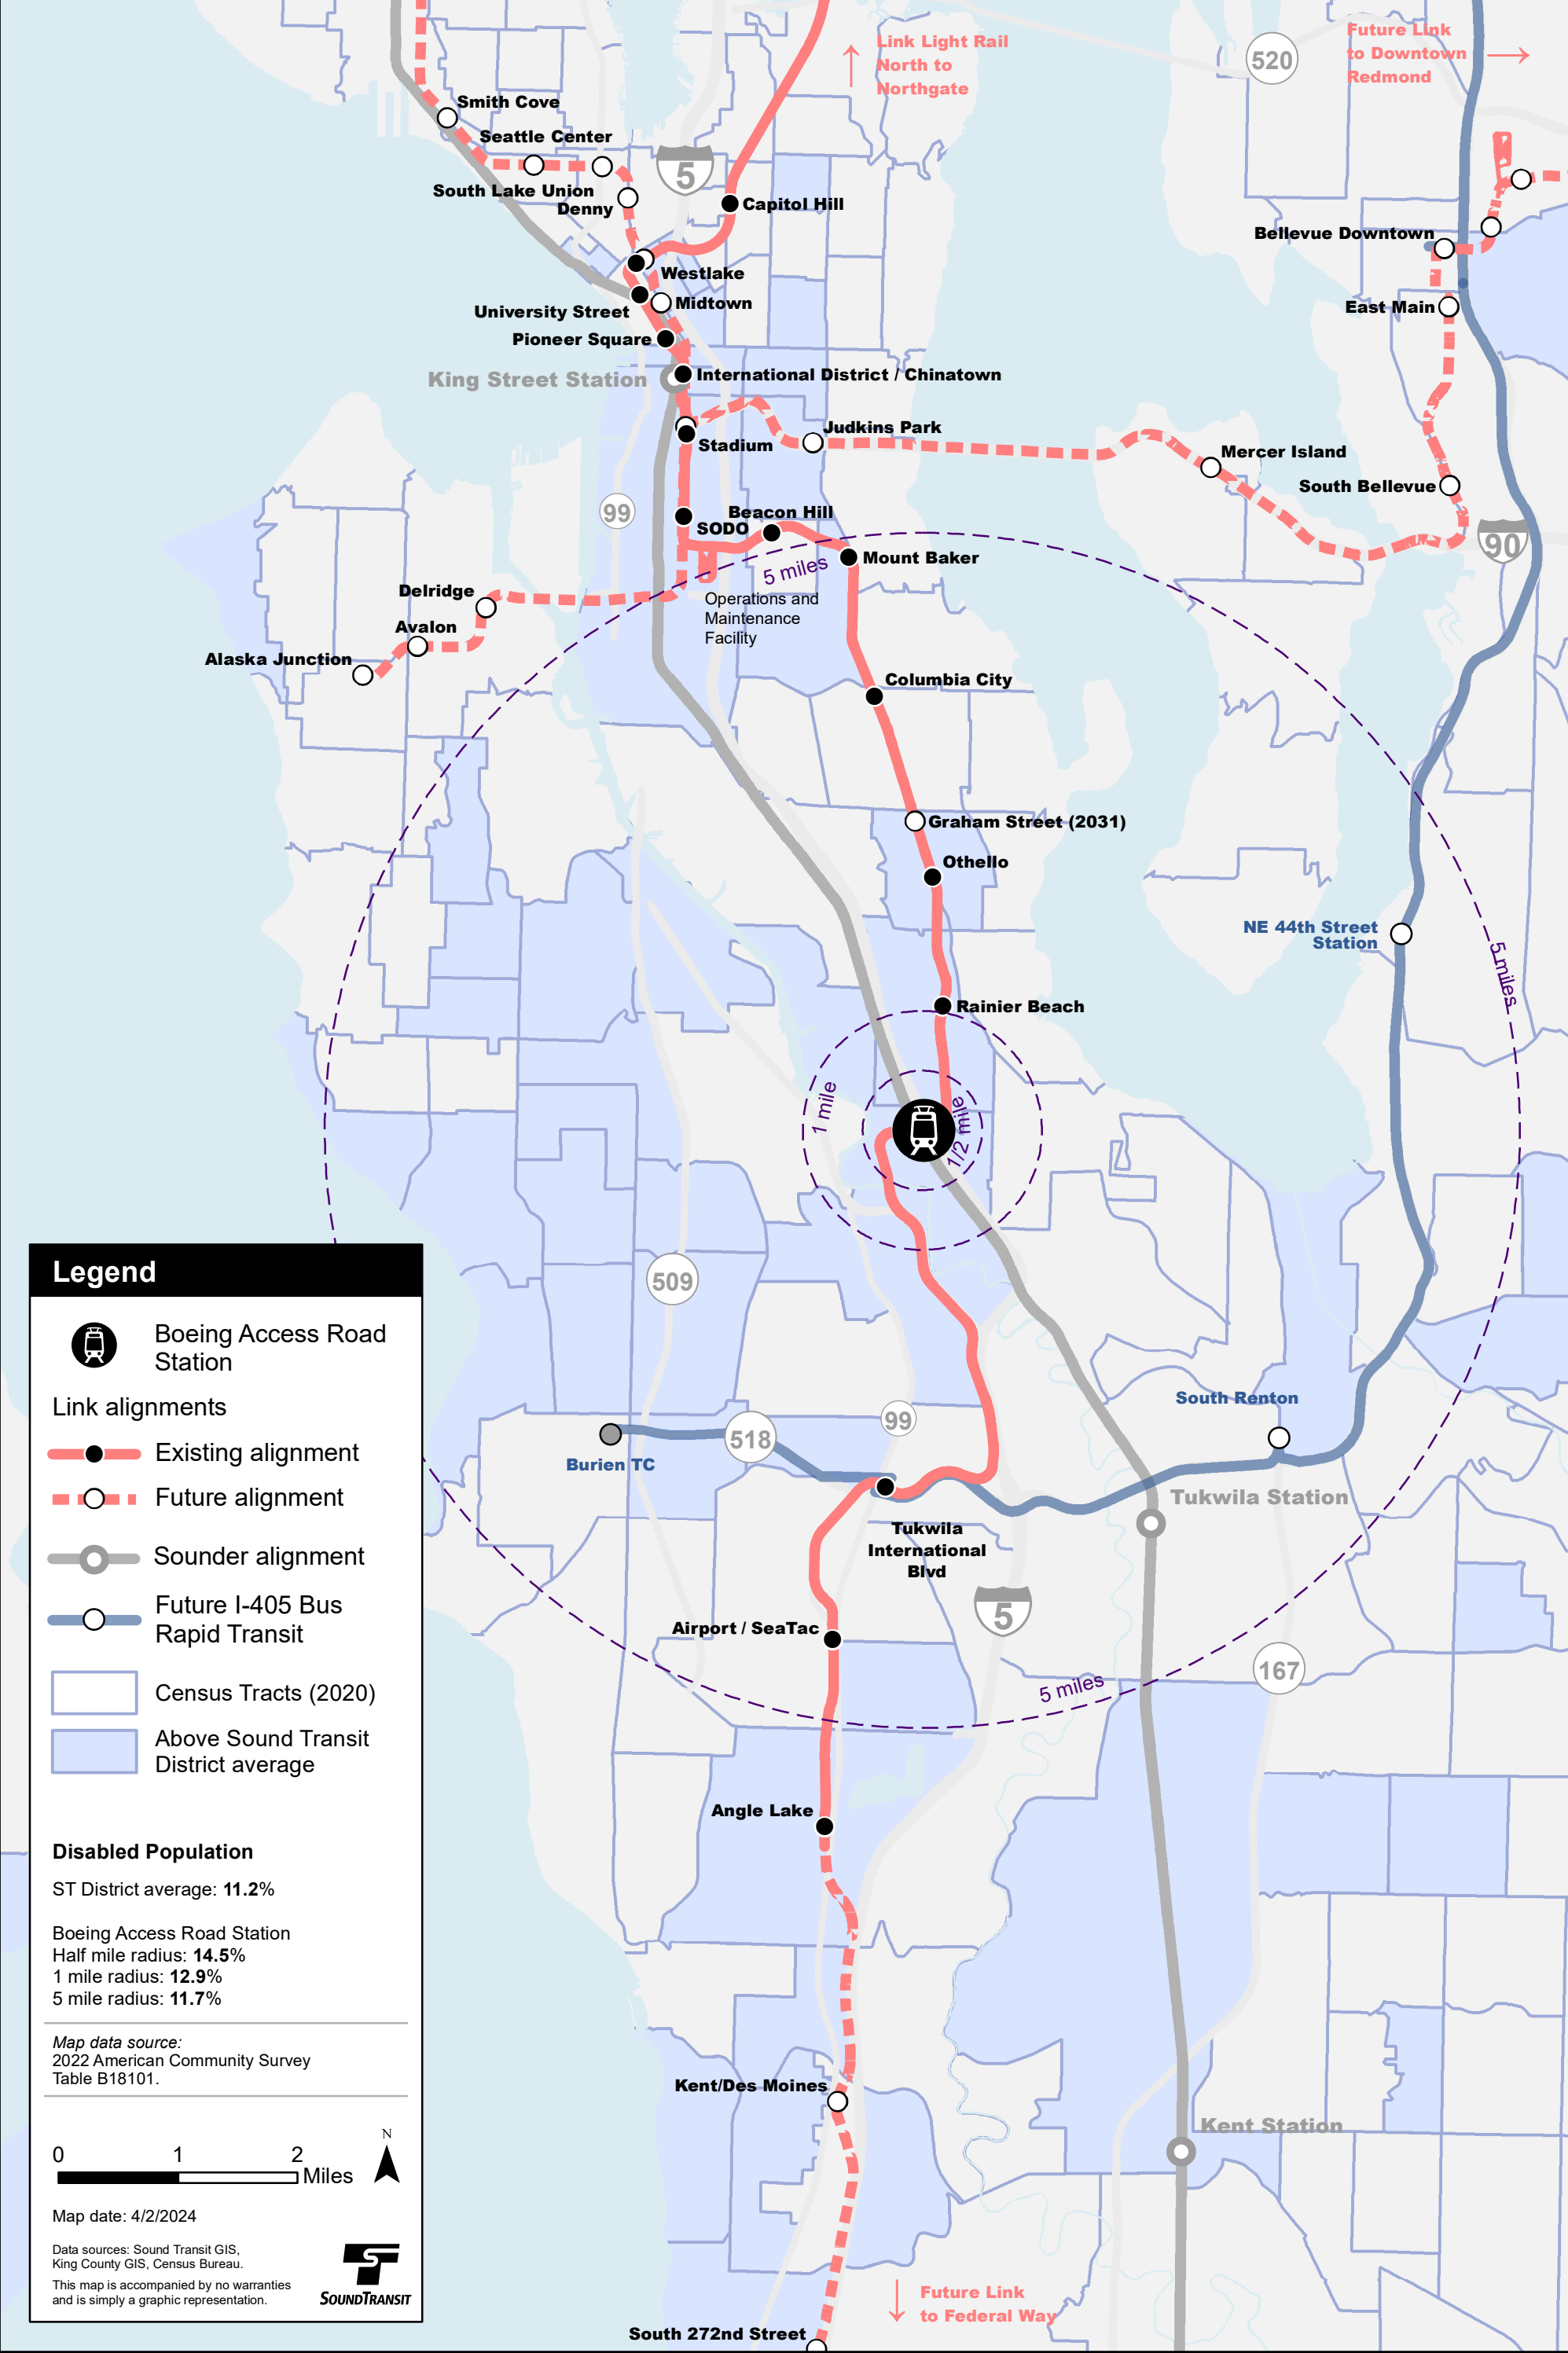 Link Light Rail
North to
Northgate
Future Link
to Downtown
Redmond
520
Smith Cove
Seattle Center
5
South Lake Union
Denny
Capitol Hill
Bellevue Downtown
Westlake
Midtown
University Street
East Main
Pioneer Square
King Street Station
International District / Chinatown
Judkins Park
Stadium
Mercer Island
South Bellevue
99
Beacon Hill
SODO
90
Mount Baker
5 miles
Delridge
Operations and
Maintenance
Facility
Avalon
Alaska Junction
Columbia City
Graham Street (2031)
Othello
NE 44th Street
Station
5 miles
Rainier Beach
1 mile
1/2 mile
509
South Renton
99
518
Burien TC
Tukwila Station
Tukwila
International
Blvd
5
Airport / SeaTac
167
5 miles
Angle Lake
Kent/Des Moines
Kent Station
Future Link
to Federal Way
South 272nd Street
Legend
Boeing Access Road
Station
Link alignments
Existing alignment
Future alignment
Sounder alignment
Future I-405 Bus
Rapid Transit
Census Tracts (2020)
Above Sound Transit
District average
Disabled Population
ST District average: 11.2%
Boeing Access Road Station
Half mile radius: 14.5%
1 mile radius: 12.9%
5 mile radius: 11.7%
Map data source:
2022 American Community Survey
Table B18101.
N
0 1 2
Miles
Map date: 4/2/2024
Data sources: Sound Transit GIS,
King County GIS, Census Bureau.
This map is accompanied by no warranties
and is simply a graphic representation.
SOUNDTRANSIT